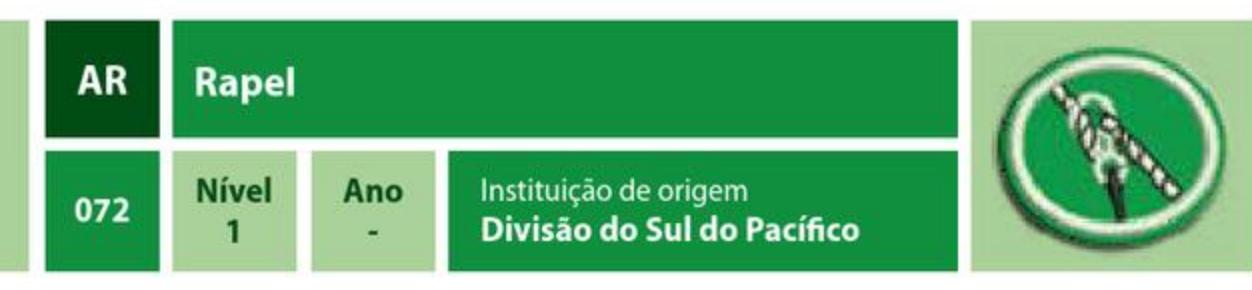 AR
Rapel
072
Nível
1
Ano
-
Instituição de origem
Divisão do Sul do Pacífico